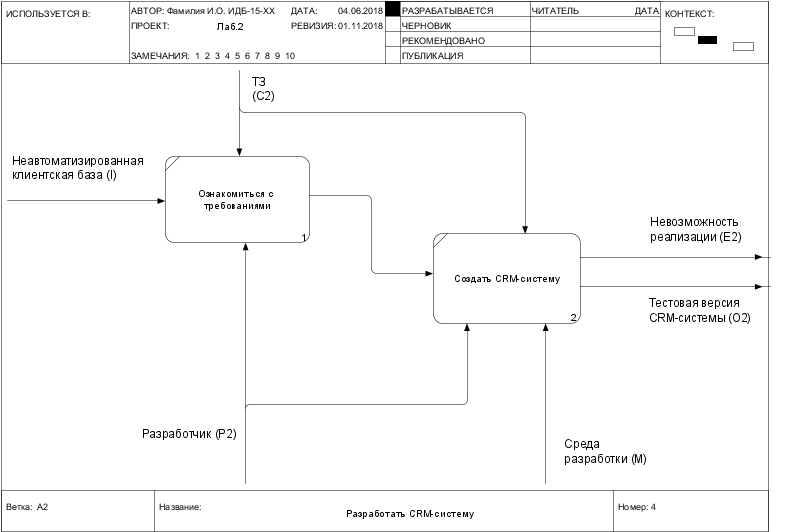 ИСПОЛЬЗУЕТСЯ В:
АВТОР: Фамилия И.О. ИДБ-15-ХХ
ДАТА: 04.06.2018
ПРОЕКТ: Лаб.2
РЕВИЗИЯ: 01.11.2018
ЗАМЕЧАНИЯ: 1 2 3 4 5 6 7 8 9 10
РАЗРАБАТЫВАЕТСЯ
ЧЕРНОВИК
РЕКОМЕНДОВАНО
ПУБЛИКАЦИЯ
ЧИТАТЕЛЬ ДАТА
КОНТЕКСТ:
ТЗ
(С2)
Неавтоматизированная
клиентская база (I)
Ознакомиться с
требованиями
1
Невозможность
реализации (Е2)
Создать CRM-систему
2
Тестовая версия
CRM-системы (О2)
Разработчик (Р2)
Среда
разработки (М)
Ветка: А2
Название:
Разработать CRM-систему
Номер: 4